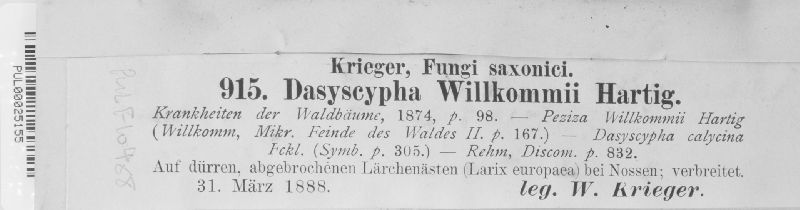 Krieger, Fungi saxonici.
915. Dasyscypha Willkommii Hartig.
Krankheiten der Waldbäume, 1874, p. 98. — Peziza Willkommii Hartig
(Willkomm, Mikr. Feinde des Waldes II. p. 167.) — Dasyscypha calycina
Fckl. (Symb. p. 305.) — Rehm, Discom. p. 832.
Auf dürren, abgebrochenen Lärchenästen (Larix europaea) bei Nossen; verbreitet.
31. März 1888.
leg. W. Krieger.
PUL00025155